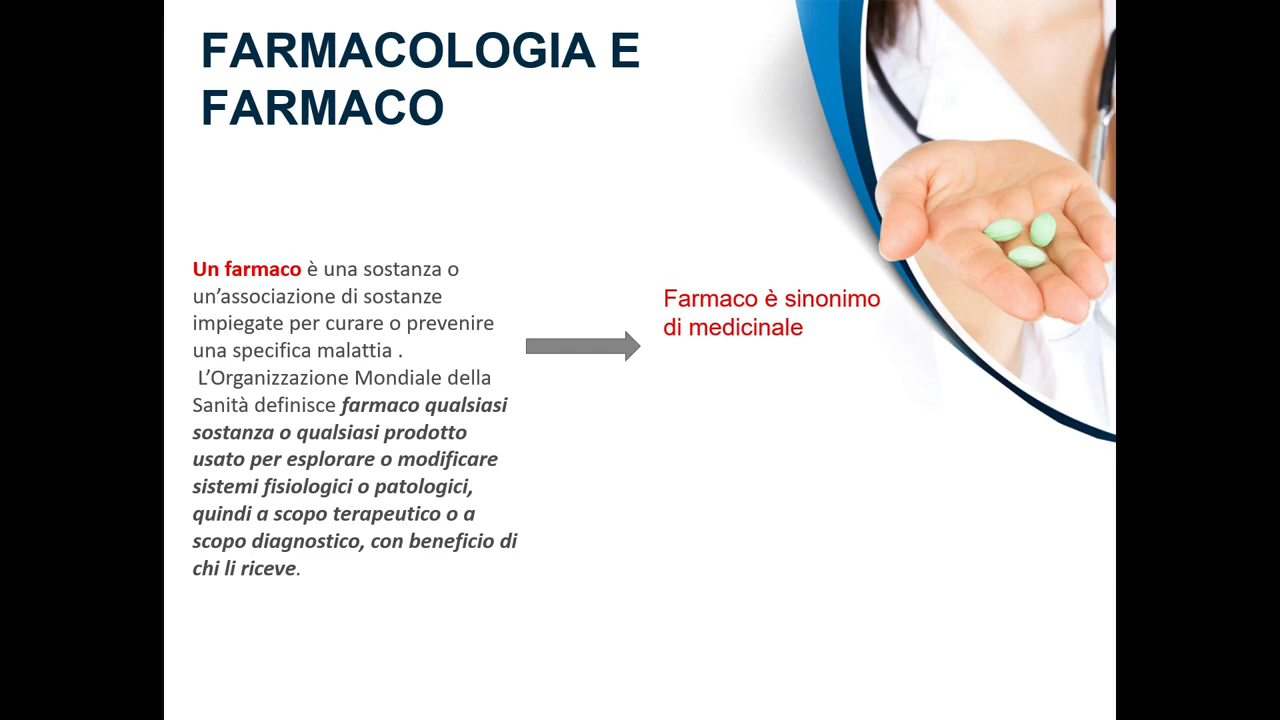 FARMACOLOGIA E
FARMACO
Un farmaco è una sostanza o
un’associazione di sostanze
impiegate per curare o prevenire
una specifica malattia .
L’Organizzazione Mondiale della
Sanità definisce farmaco qualsiasi
sostanza o qualsiasi prodotto
usato per esplorare o modificare
sistemi fisiologici o patologici,
quindi a scopo terapeutico o a
scopo diagnostico, con beneficio di
chi li riceve.
Farmaco è sinonimo
di medicinale